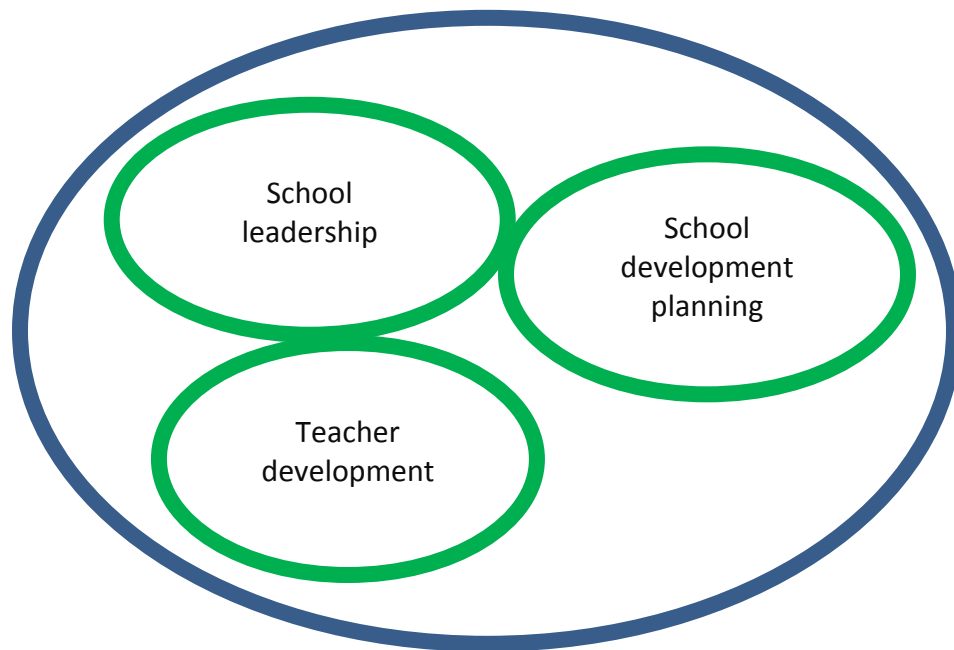 School
leadership
School
development
planning
Teacher
development